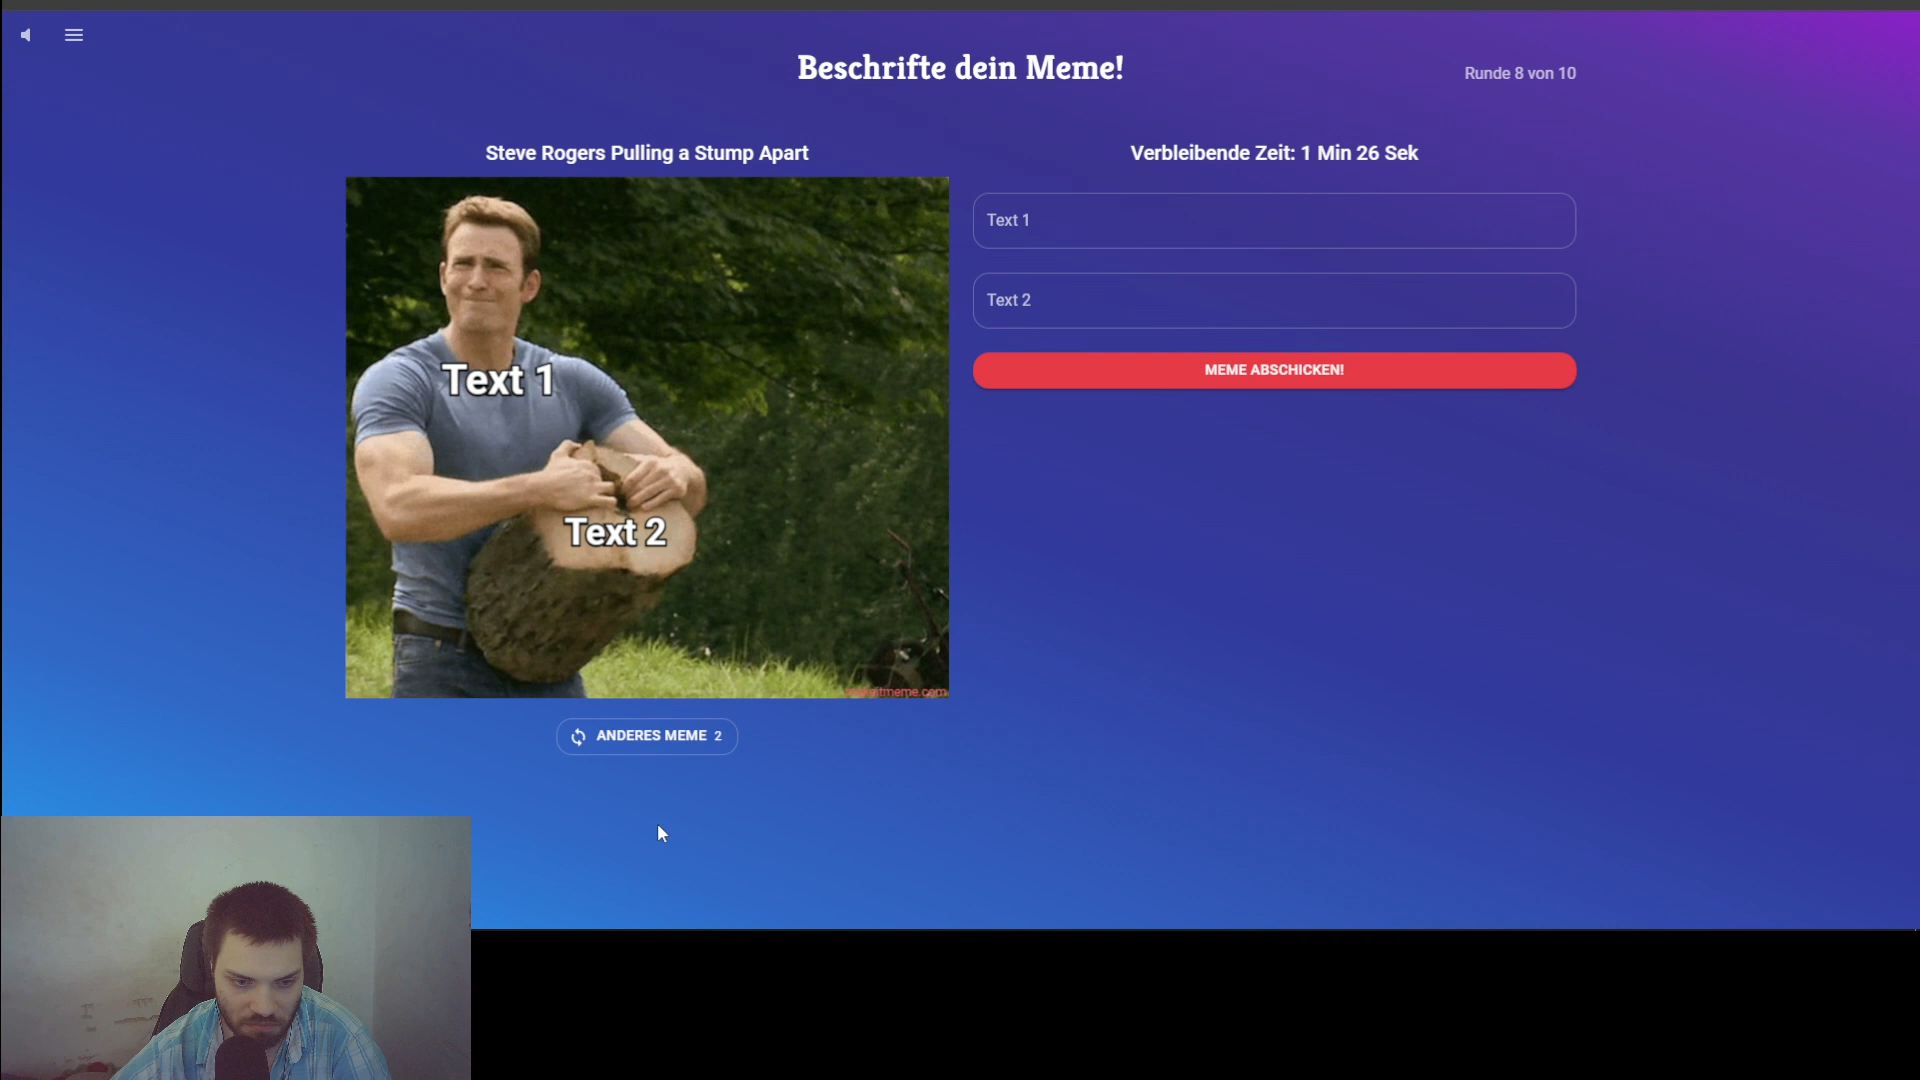 Beschrifte dein Meme!
Runde 8 von 10
Steve Rogers Pulling a Stump Apart
Verbleibende Zeit: 1 Min 26 Sek
Text 1
Text 2
MEME ABSCHICKEN!
Text 1
Text 2
ANDERES MEME 2